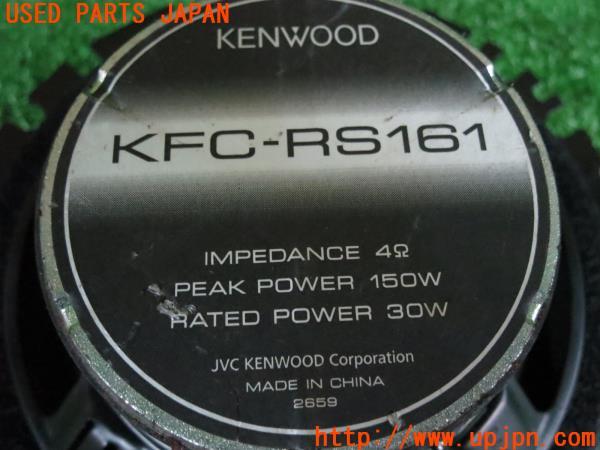 USED PARTS JAPAN
KENWOOD
KFC-RS161
IMPEDANCE 4Ω
PEAK POWER 150W
RATED POWER 30W
JVC KENWOOD Corporation
MADE IN CHINA
2659
http://www.upjpn.com